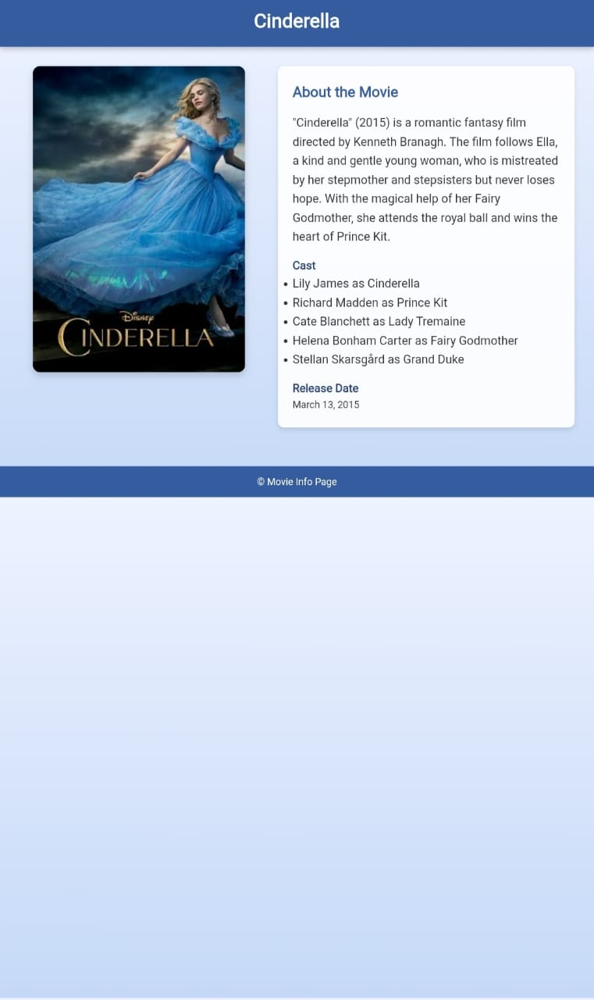 Cinderella
Disney
CINDERELLA
About the Movie
"Cinderella" (2015) is a romantic fantasy film
directed by Kenneth Branagh. The film follows Ella,
a kind and gentle young woman, who is mistreated
by her stepmother and stepsisters but never loses
hope. With the magical help of her Fairy
Godmother, she attends the royal ball and wins the
heart of Prince Kit.
Cast
• Lily James as Cinderella
• Richard Madden as Prince Kit
• Cate Blanchett as Lady Tremaine
• Helena Bonham Carter as Fairy Godmother
• Stellan Skarsgård as Grand Duke
Release Date
March 13, 2015
© Movie Info Page